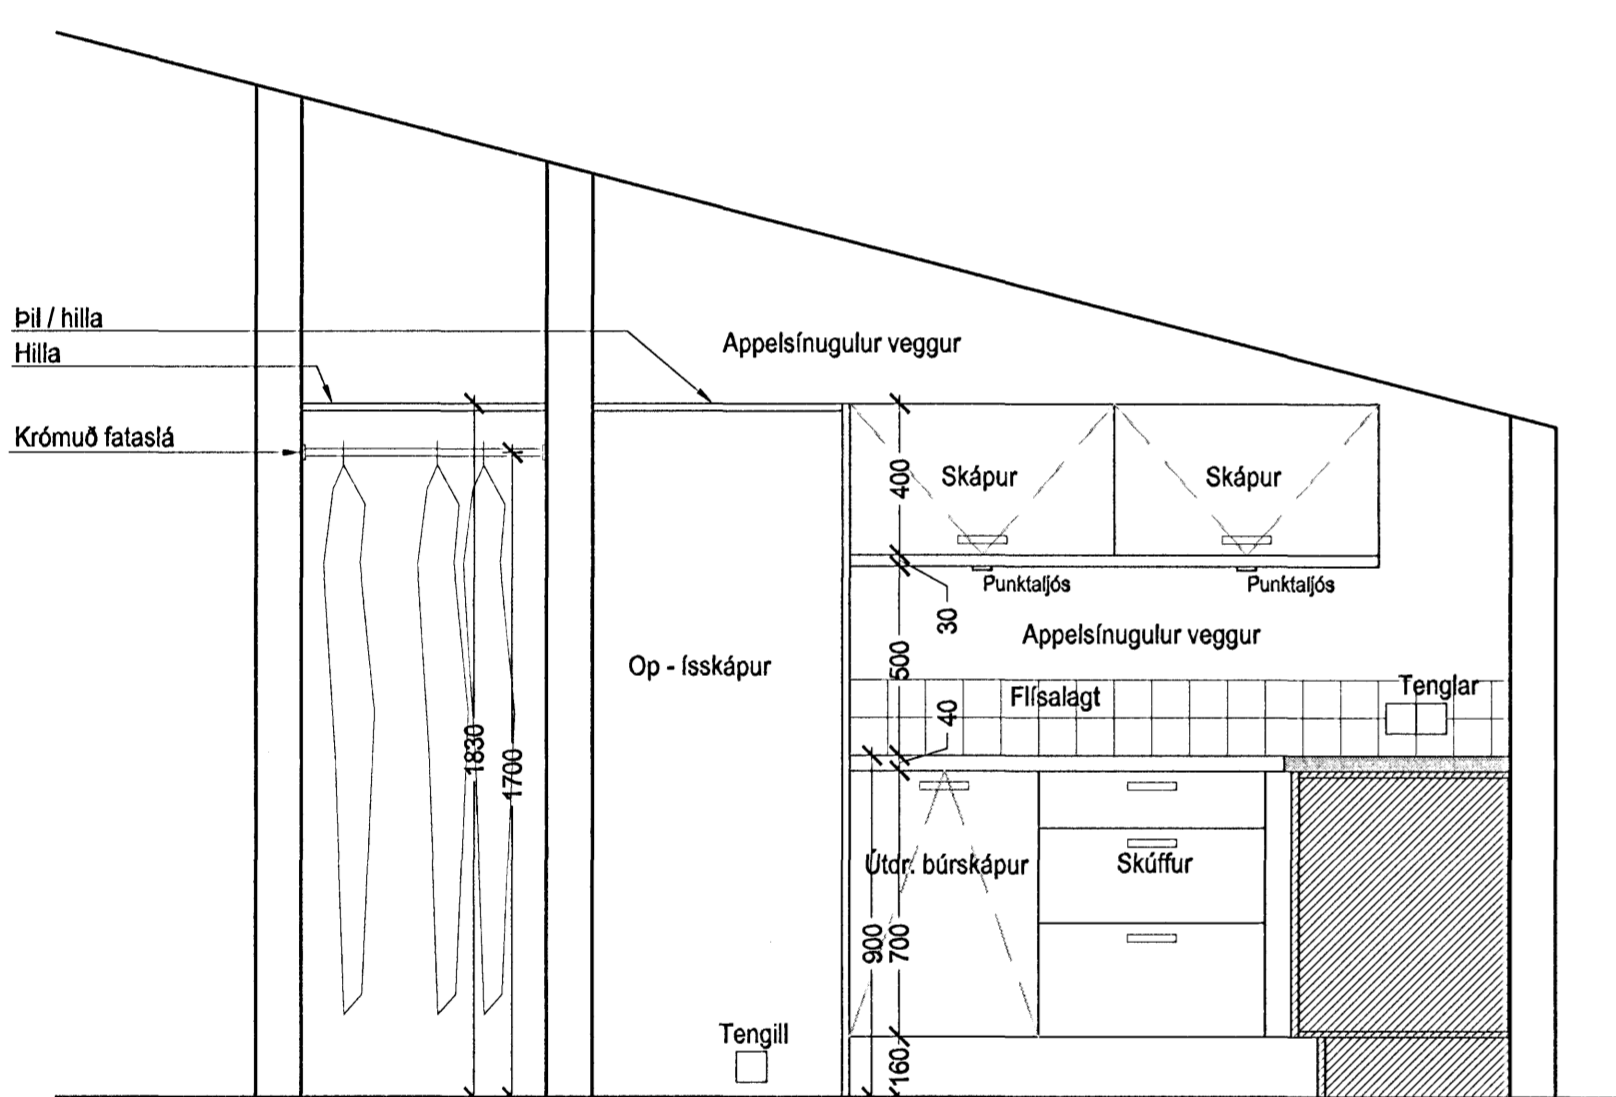 Þil / hilla
Hilla
Krómuð fataslá
Appelsínugulur veggur
Skápur
Skápur
400
Punktaljós
Punktaljós
30
Appelsínugulur veggur
500
Op - ísskápur
Flísalagt
Tenglar
40
1830
1700
Útdr. búrskápur
Skúffur
900
700
Tengill
160